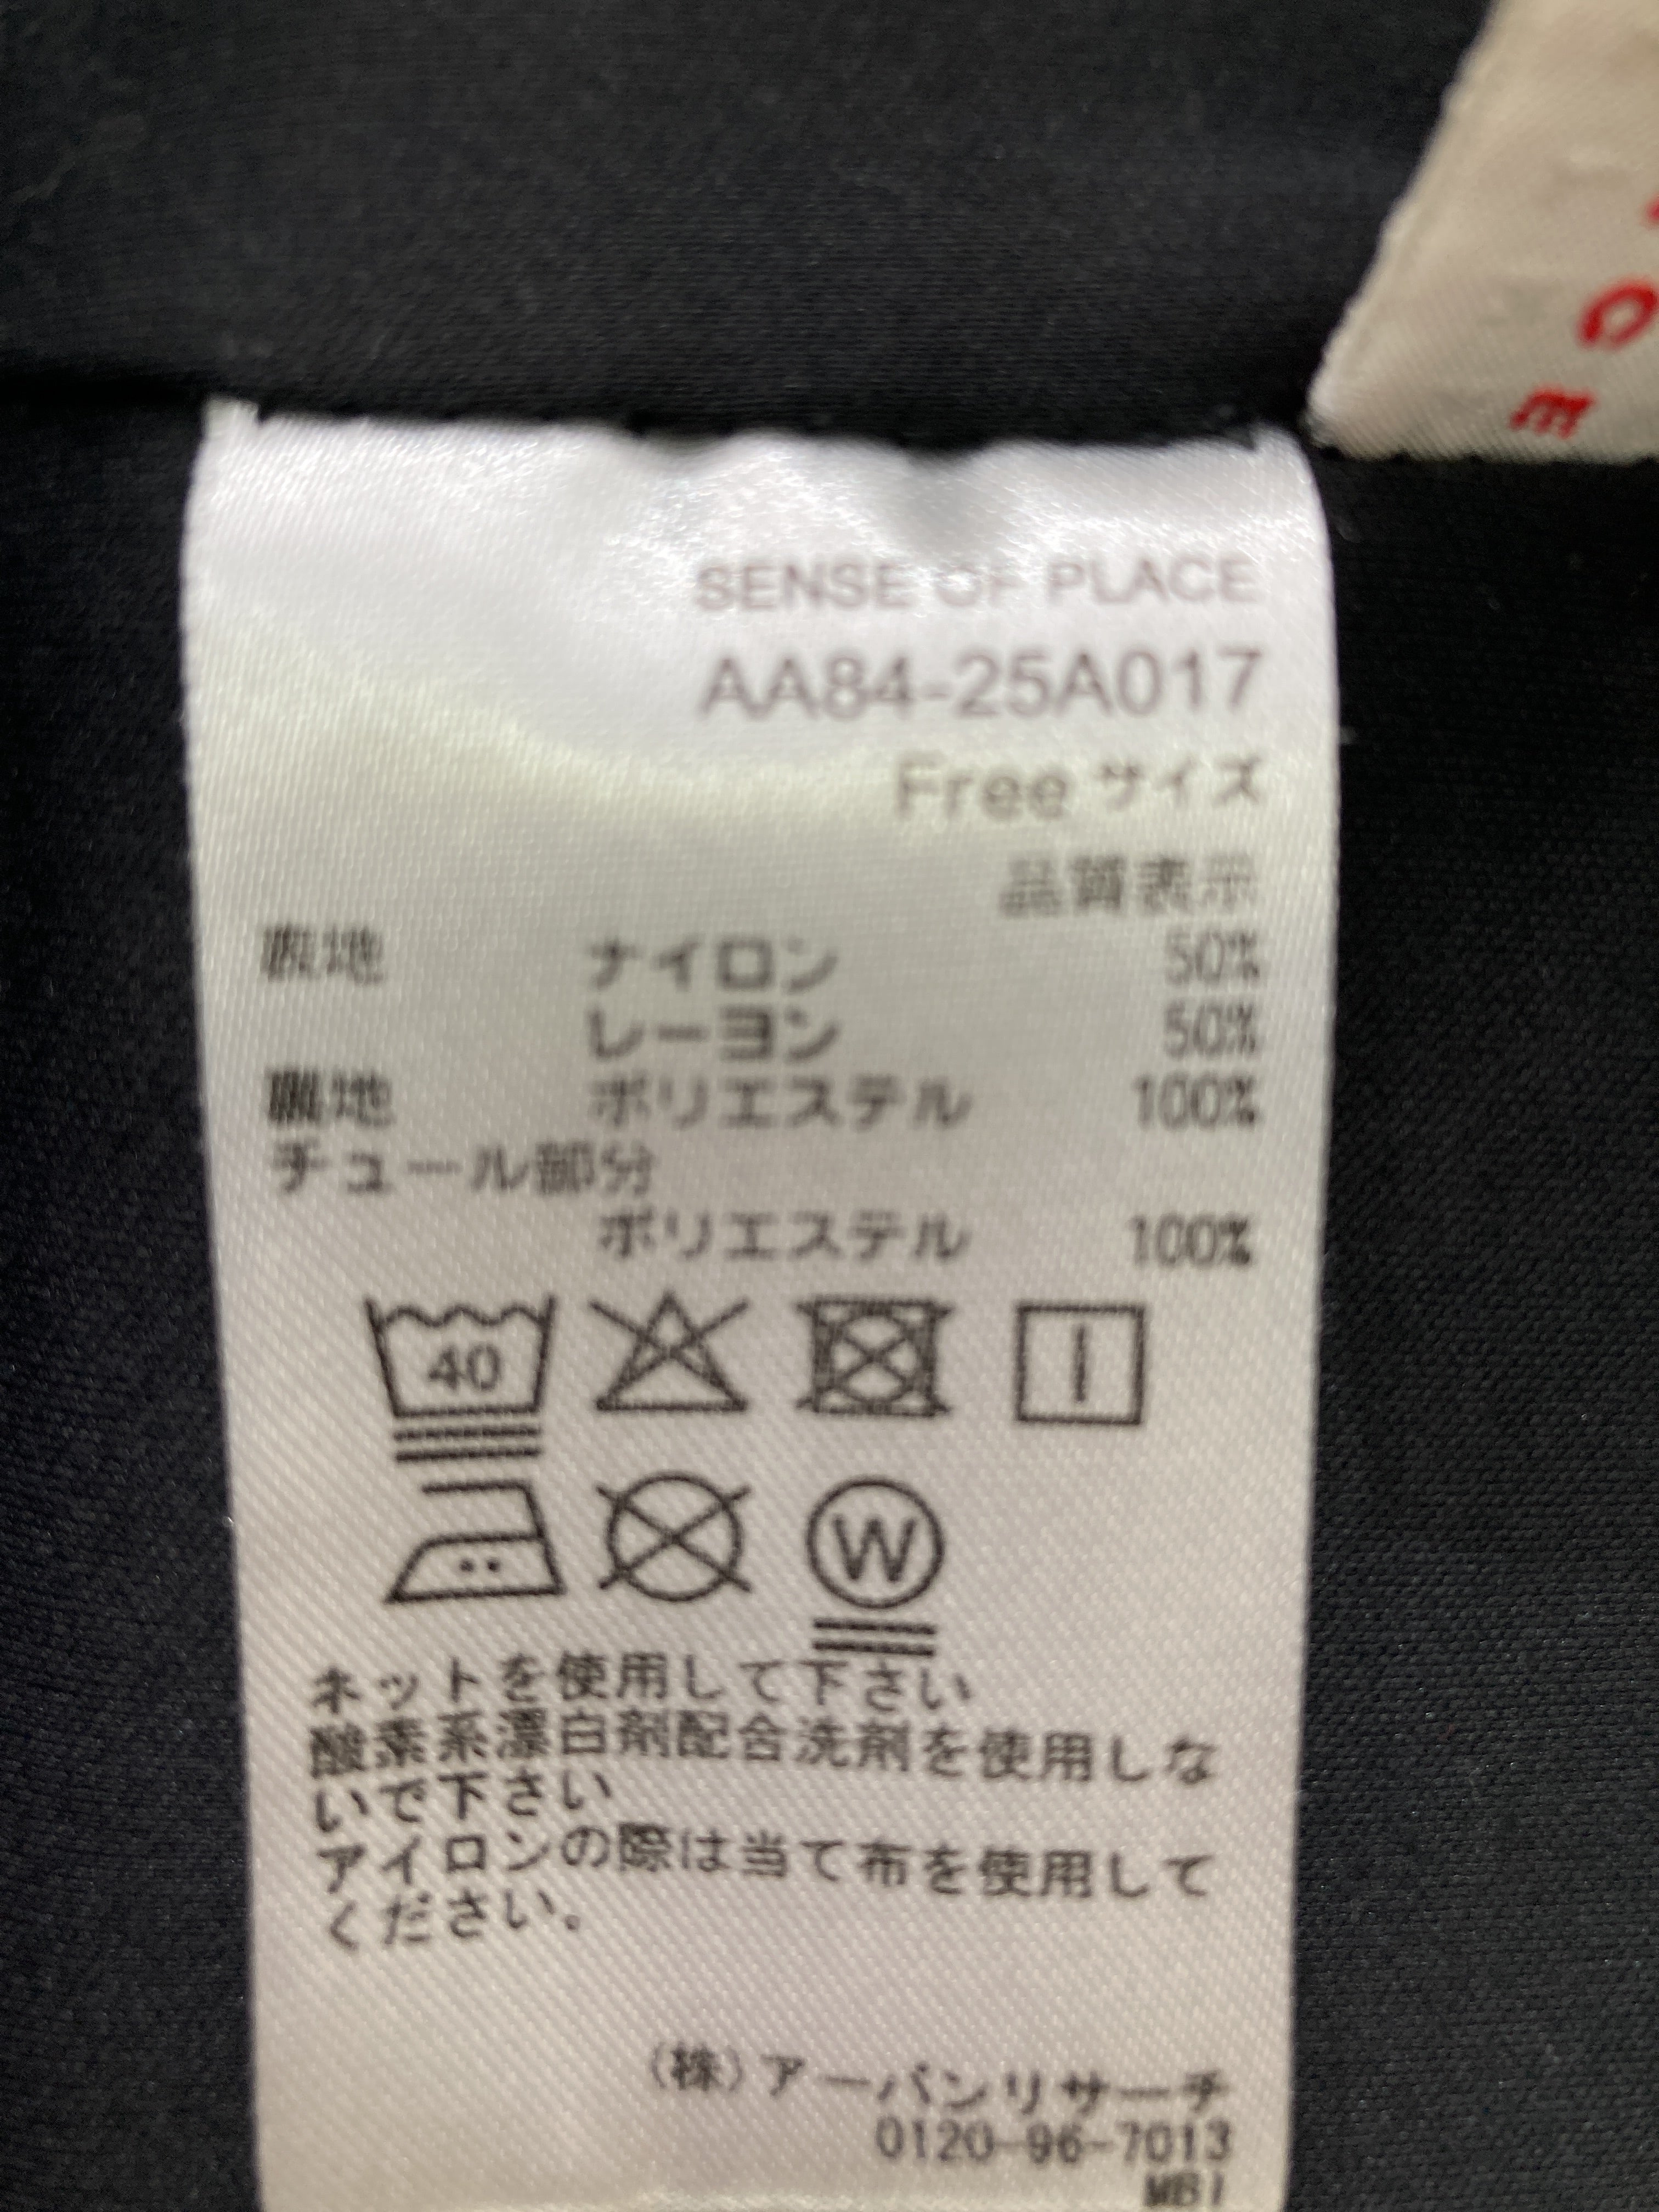 SENSE OF PLACE
AA84-25A017
Free サイズ
品質表示
表地 ナイロン 50%
レーヨン 50%
裏地 ポリエステル 100%
チュール部分
ポリエステル 100%
40
W
ネットを使用して下さい
酸素系漂白剤配合洗剤を使用しな
いで下さい
アイロンの際は当て布を使用して
ください。
(株)アーバンリサーチ
0120-96-7013
MB1